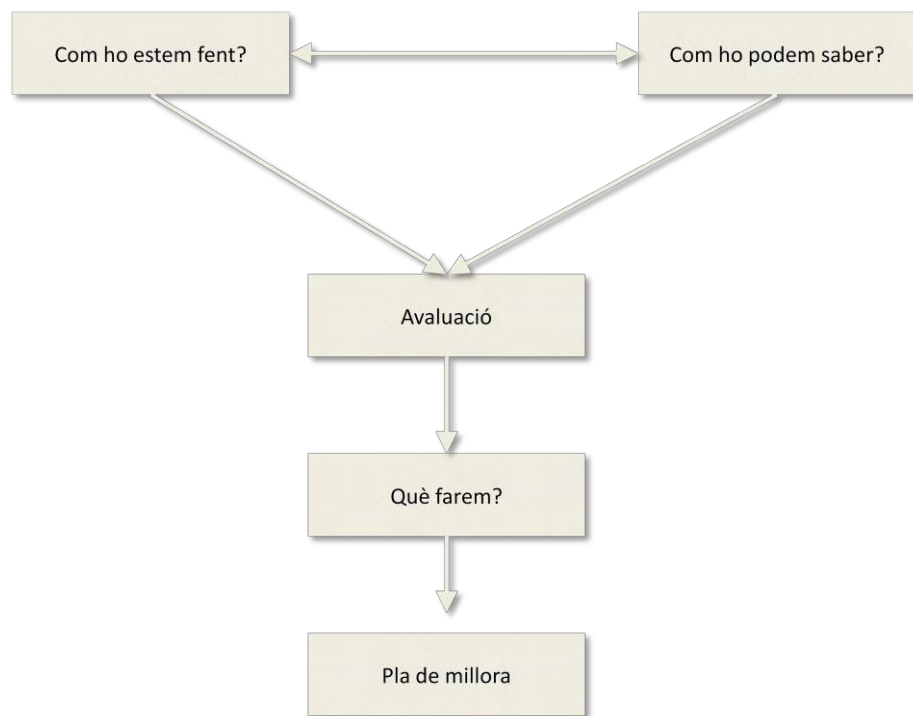 Com ho estem fent?
Com ho podem saber?
Avaluació
Què farem?
Pla de millora